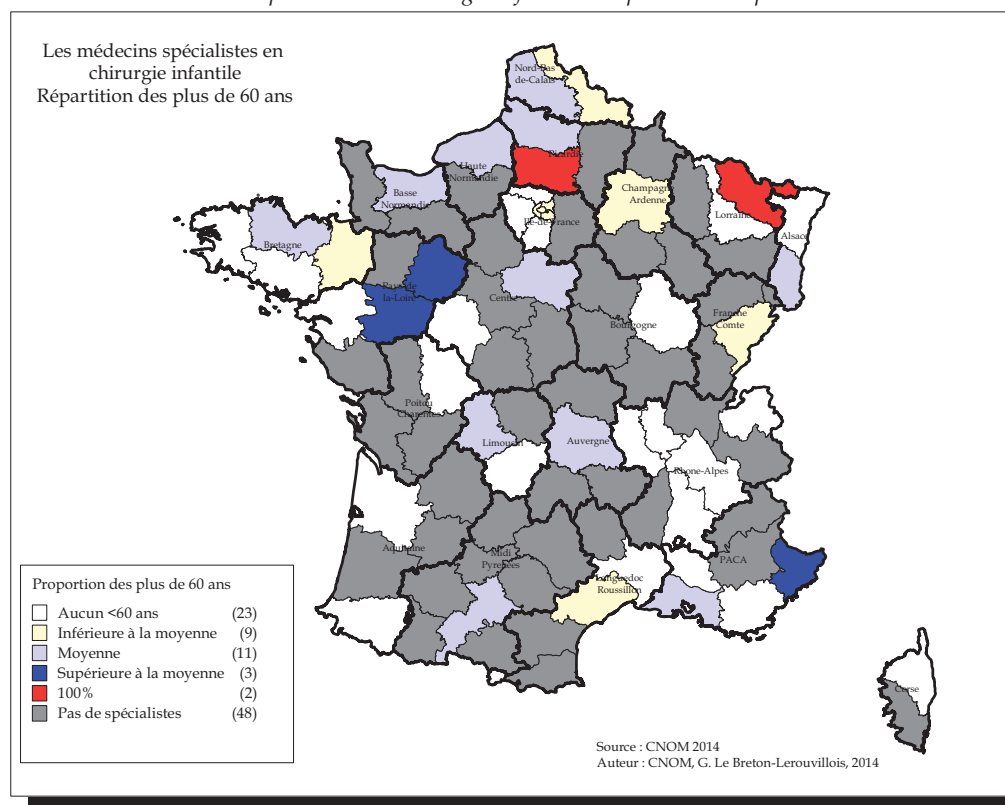 Les médecins spécialistes en
chirurgie infantile
Répartition des plus de 60 ans
Nord-Pas
de-Calais
Picardie
Haute
Normandie
Basse
Normandie
Champagne
Ardenne
Ile-de-France
Lorraine
Alsace
Bretagne
Pays de
la-Loire
Centre
Bourgogne
Franche
Comte
Poitou
Charentes
Limousin
Auvergne
Rhone-Alpes
Aquitaine
Midi
Pyrenées
PACA
Languedoc
Roussillon
Corse
Proportion des plus de 60 ans
Aucun <60 ans (23)
Inférieure à la moyenne (9)
Moyenne (11)
Supérieure à la moyenne (3)
100% (2)
Pas de spécialistes (48)
Source : CNOM 2014
Auteur : CNOM, G. Le Breton-Lerouvillois, 2014